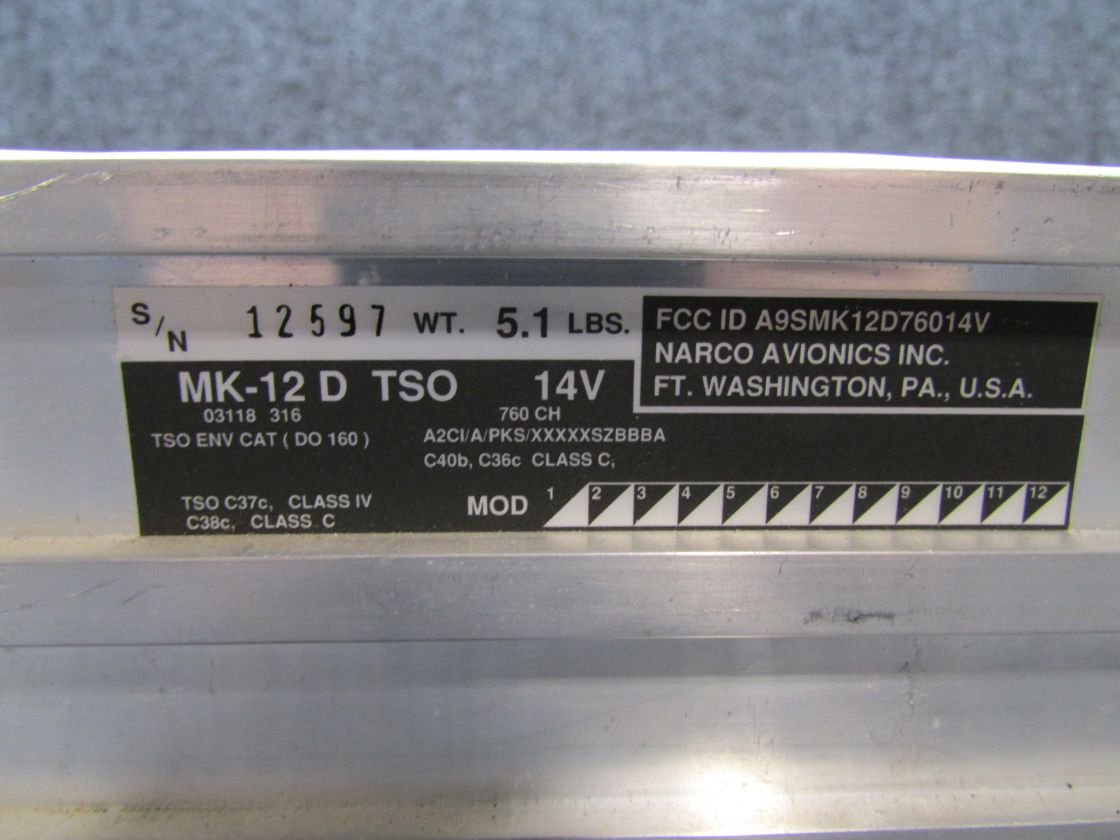 S/N 12597 WT. 5.1 LBS.
FCC ID A9SMK12D76014V
NARCO AVIONICS INC.
FT. WASHINGTON, PA., U.S.A.
MK-12 D TSO 14V
03118 316 760 CH
TSO ENV CAT ( DO 160 ) A2CI/A/PKS/XXXXXSZBBBA
C40b, C36c CLASS C,
TSO C37c, CLASS IV
C38c, CLASS C
MOD 1 2 3 4 5 6 7 8 9 10 11 12